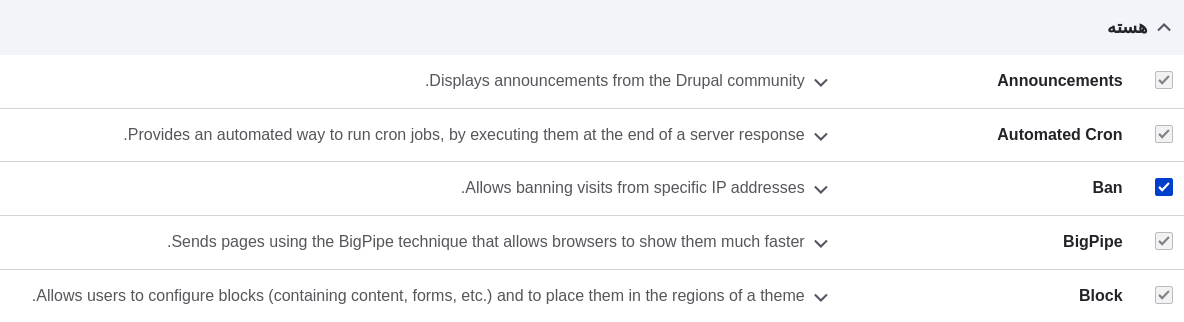 هسته
Announcements
Displays announcements from the Drupal community.
Automated Cron
Provides an automated way to run cron jobs, by executing them at the end of a server response.
Ban
Allows banning visits from specific IP addresses.
BigPipe
Sends pages using the BigPipe technique that allows browsers to show them much faster.
Block
Allows users to configure blocks (containing content, forms, etc.) and to place them in the regions of a theme.